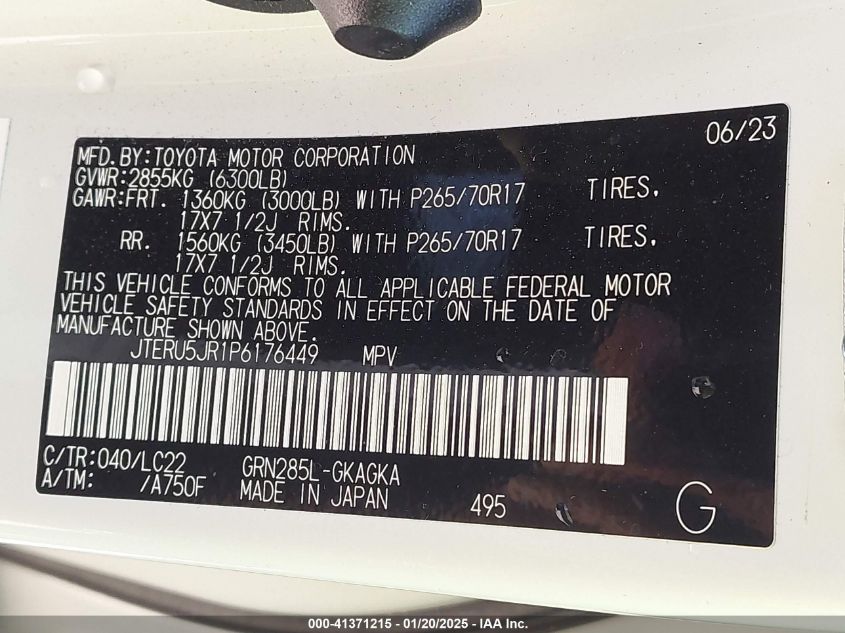 06/23
MFD. BY: TOYOTA MOTOR CORPORATION
GVWR: 2855KG (6300LB)
GAWR: FRT. 1360KG (3000LB) WITH P265/70R17 TIRES.
17X7 1/2J RIMS.
RR. 1560KG (3450LB) WITH P265/70R17 TIRES.
17X7 1/2J RIMS.
THIS VEHICLE CONFORMS TO ALL APPLICABLE FEDERAL MOTOR
VEHICLE SAFETY STANDARDS IN EFFECT ON THE DATE OF
MANUFACTURE SHOWN ABOVE.
JTERU5JR1P6176449 MPV
C/TR: 040/LC22 GRN285L-GKAGKA
A/TM: /A750F MADE IN JAPAN 495 G
000-41371215 - 01/20/2025 - IAA Inc.